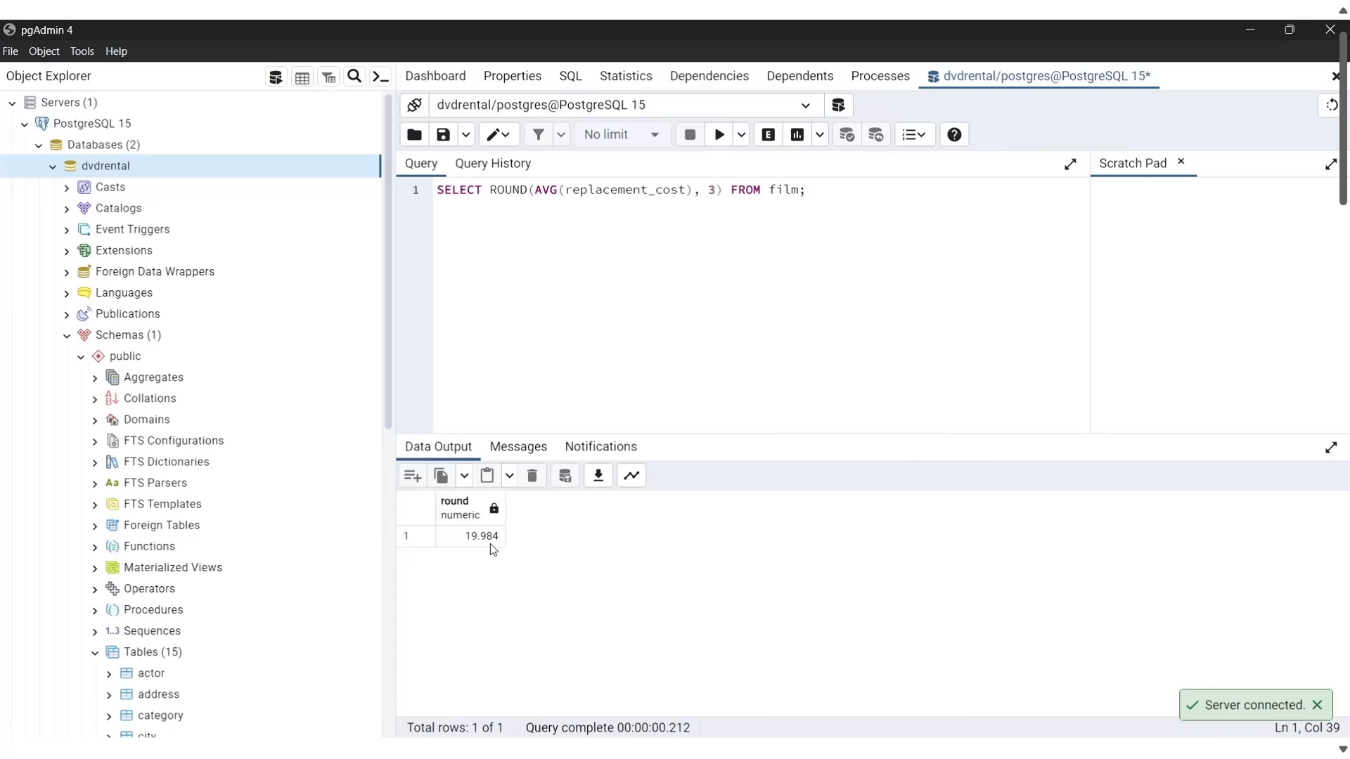 pgAdmin 4
File Object Tools Help
Object Explorer
Dashboard Properties SQL Statistics Dependencies Dependents Processes dvdrental/postgres@PostgreSQL 15*
Servers (1)
PostgreSQL 15
Databases (2)
dvdrental
Casts
Catalogs
Event Triggers
Extensions
Foreign Data Wrappers
Languages
Publications
Schemas (1)
public
Aggregates
Collations
Domains
FTS Configurations
FTS Dictionaries
Aa FTS Parsers
FTS Templates
Foreign Tables
Functions
Materialized Views
Operators
Procedures
1..3 Sequences
Tables (15)
actor
address
category
city
dvdrental/postgres@PostgreSQL 15
No limit
E
Query Query History
Scratch Pad
1 SELECT ROUND(AVG(replacement_cost), 3) FROM film;
Data Output Messages Notifications
round
numeric
1 19.984
Server connected.
Total rows: 1 of 1 Query complete 00:00:00.212 Ln 1, Col 39